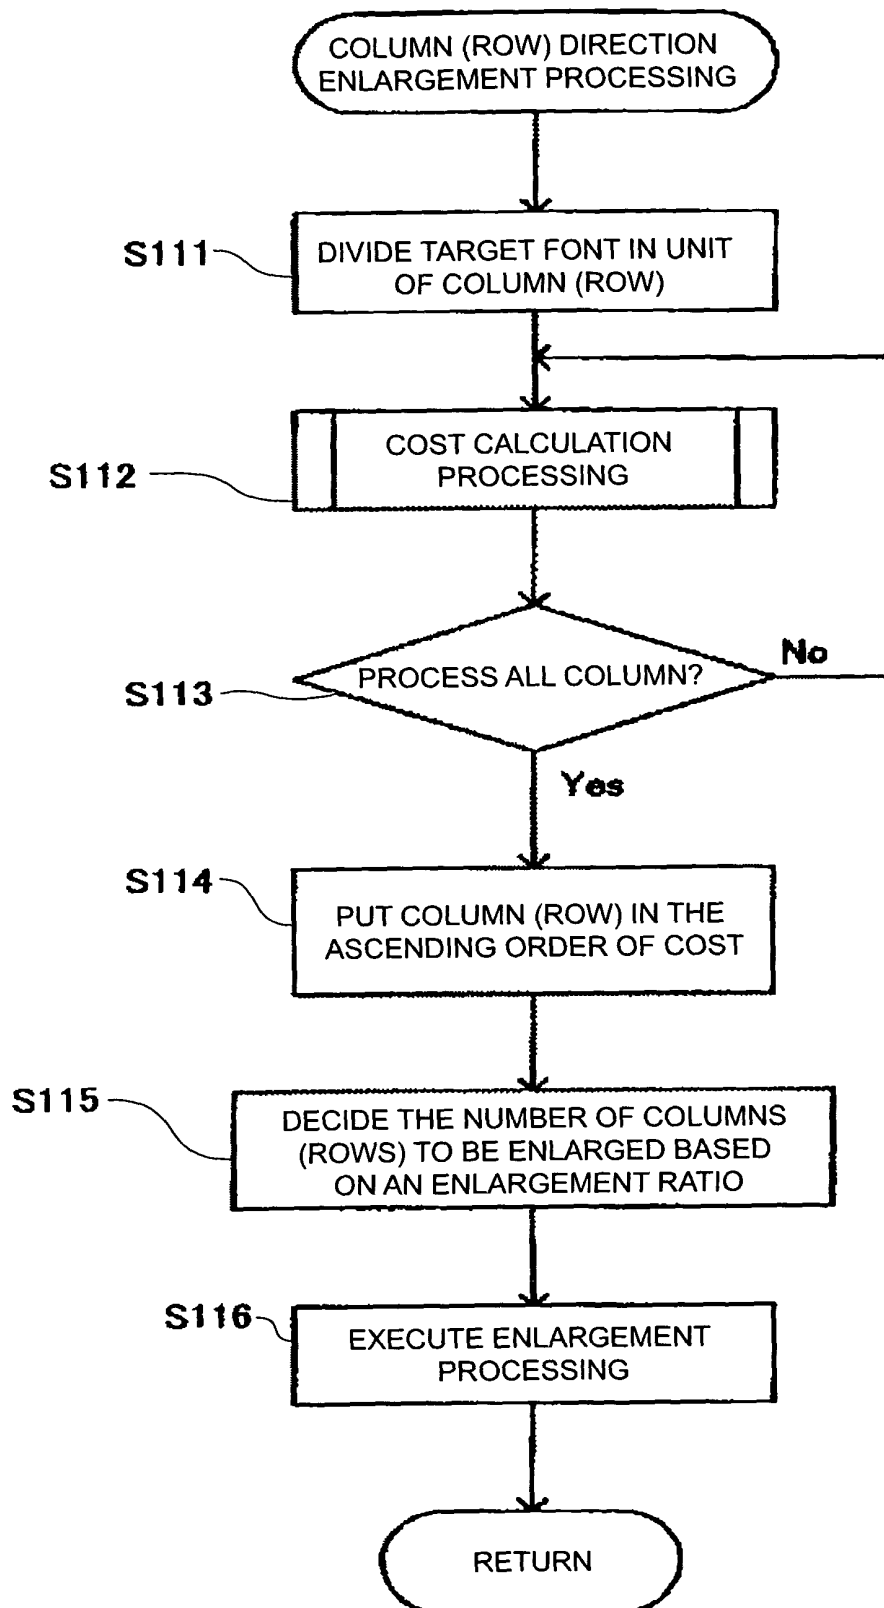 COLUMN (ROW) DIRECTION
ENLARGEMENT PROCESSING
S111
DIVIDE TARGET FONT IN UNIT
OF COLUMN (ROW)
S112
COST CALCULATION
PROCESSING
S113
PROCESS ALL COLUMN?
No
Yes
S114
PUT COLUMN (ROW) IN THE
ASCENDING ORDER OF COST
S115
DECIDE THE NUMBER OF COLUMNS
(ROWS) TO BE ENLARGED BASED
ON AN ENLARGEMENT RATIO
S116
EXECUTE ENLARGEMENT
PROCESSING
RETURN